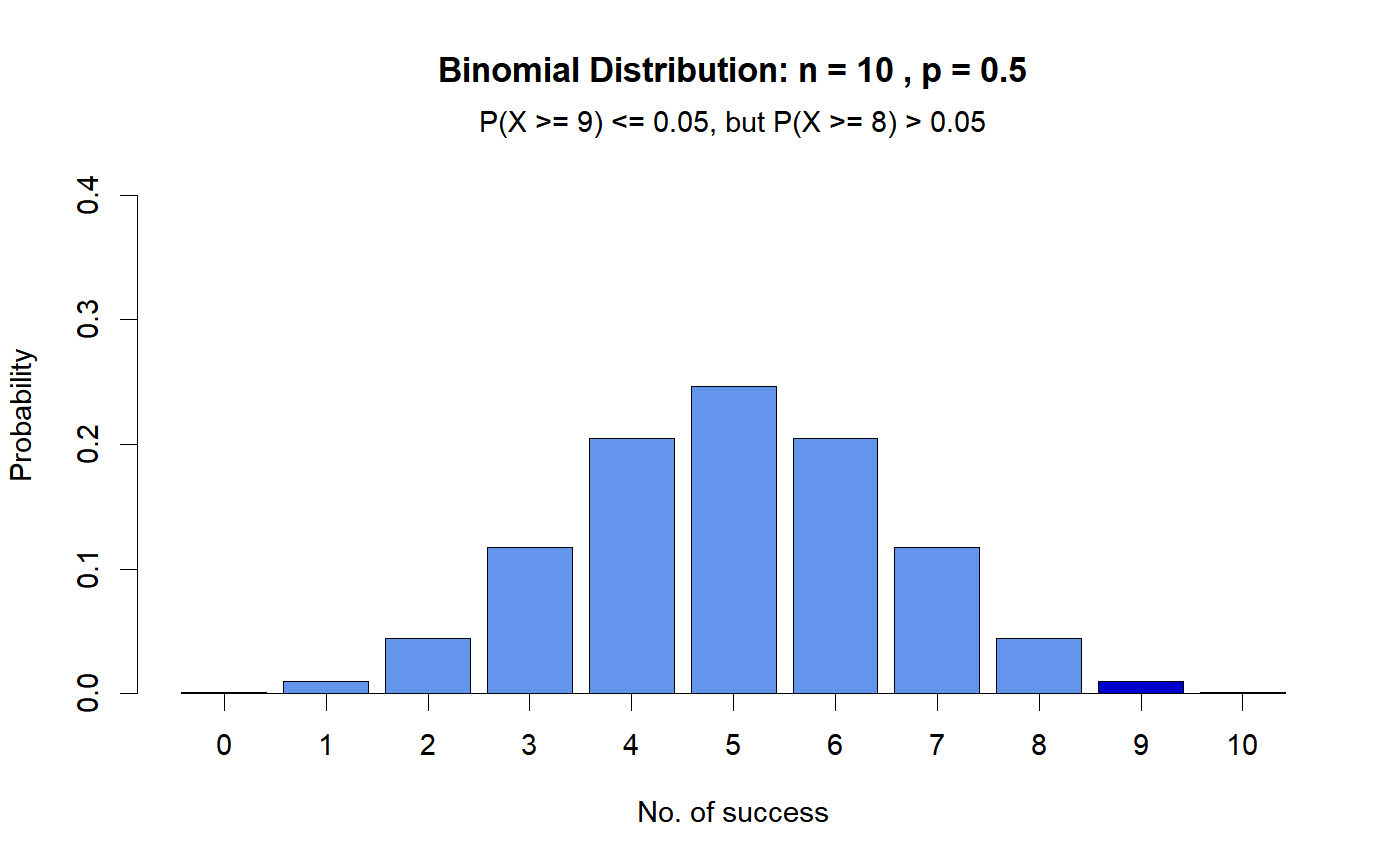 Binomial Distribution: n = 10 , p = 0.5
P(X >= 9) <= 0.05, but P(X >= 8) > 0.05
Probability
0.4
0.3
0.2
0.1
0.0
0 1 2 3 4 5 6 7 8 9 10
No. of success